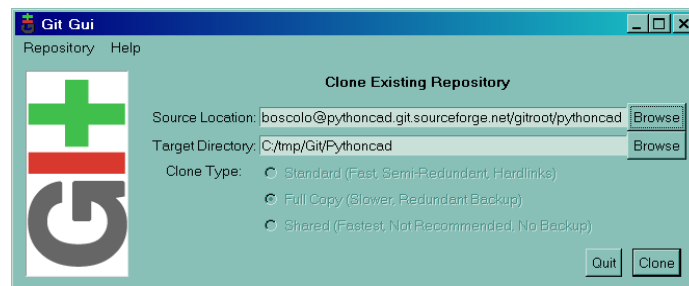 Git Gui
Repository Help
Clone Existing Repository
Source Location: boscolo@pythoncad.git.sourceforge.net/gitroot/pythoncad Browse
Target Directory: C:/tmp/Git/Pythoncad Browse
Clone Type: Standard (Fast, Semi-Redundant, Hardlinks)
Full Copy (Slower, Redundant Backup)
Shared (Fastest, Not Recommended, No Backup)
Quit Clone
GIt